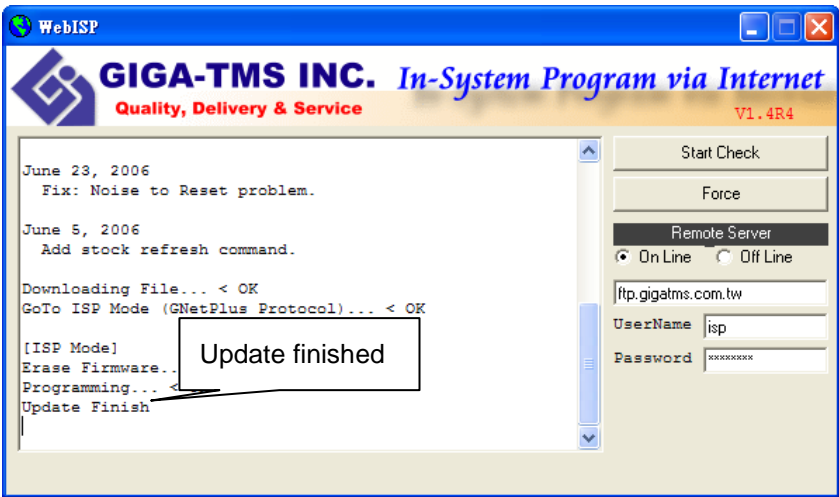 WebISP
GIGA-TMS INC.
Quality, Delivery & Service
In-System Program via Internet
V1.4R4
June 23, 2006
Fix: Noise to Reset problem.
June 5, 2006
Add stock refresh command.
Downloading File... < OK
GoTo ISP Mode (GNetPlus Protocol)... < OK
[ISP Mode]
Erase Firmware..
Programming... <
Update Finish
Update finished
Start Check
Force
Remote Server
On Line
Off Line
ftp.gigatms.com.tw
UserName
isp
Password
xxxxxxxx